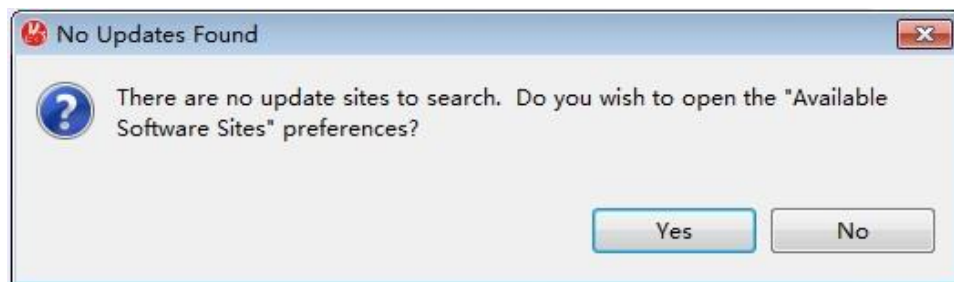 No Updates Found
There are no update sites to search.  Do you wish to open the "Available
Software Sites" preferences?
Yes No